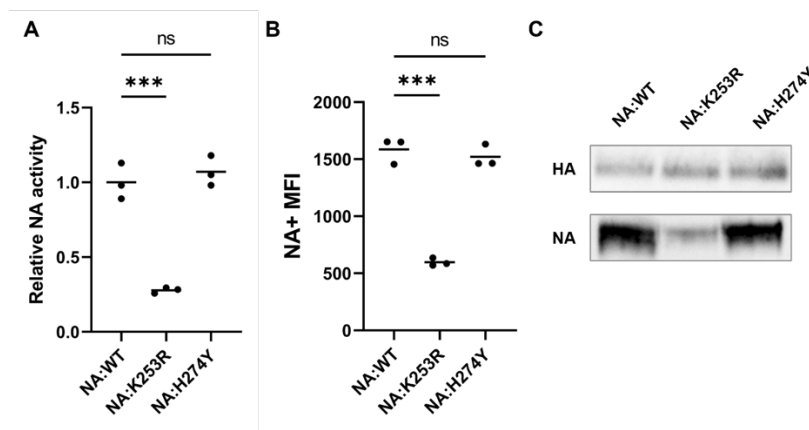 A
ns
***
Relative NA activity
1.5
1.0
0.5
0.0
NA:WT
NA:K253R
NA:H274Y
B
ns
***
NA+ MFI
2000
1500
1000
500
0
NA:WT
NA:K253R
NA:H274Y
C
NA:WT
NA:K253R
NA:H274Y
HA
NA